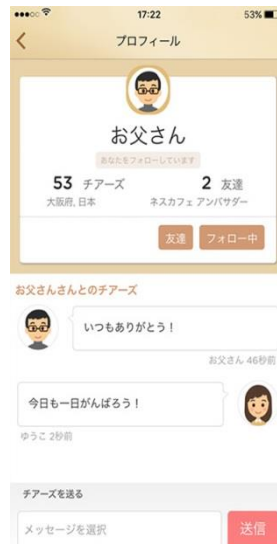 17:22
53%
プロフィール
お父さん
あなたをフォローしています
53 チアーズ
2 友達
大阪府, 日本
ネスカフェ アンバサダー
友達
フォロー中
お父さんさんとのチアーズ
いつもありがとう！
お父さん 46秒前
今日も一日がんばろう！
ゆうこ 2秒前
チアーズを送る
メッセージを選択
送信